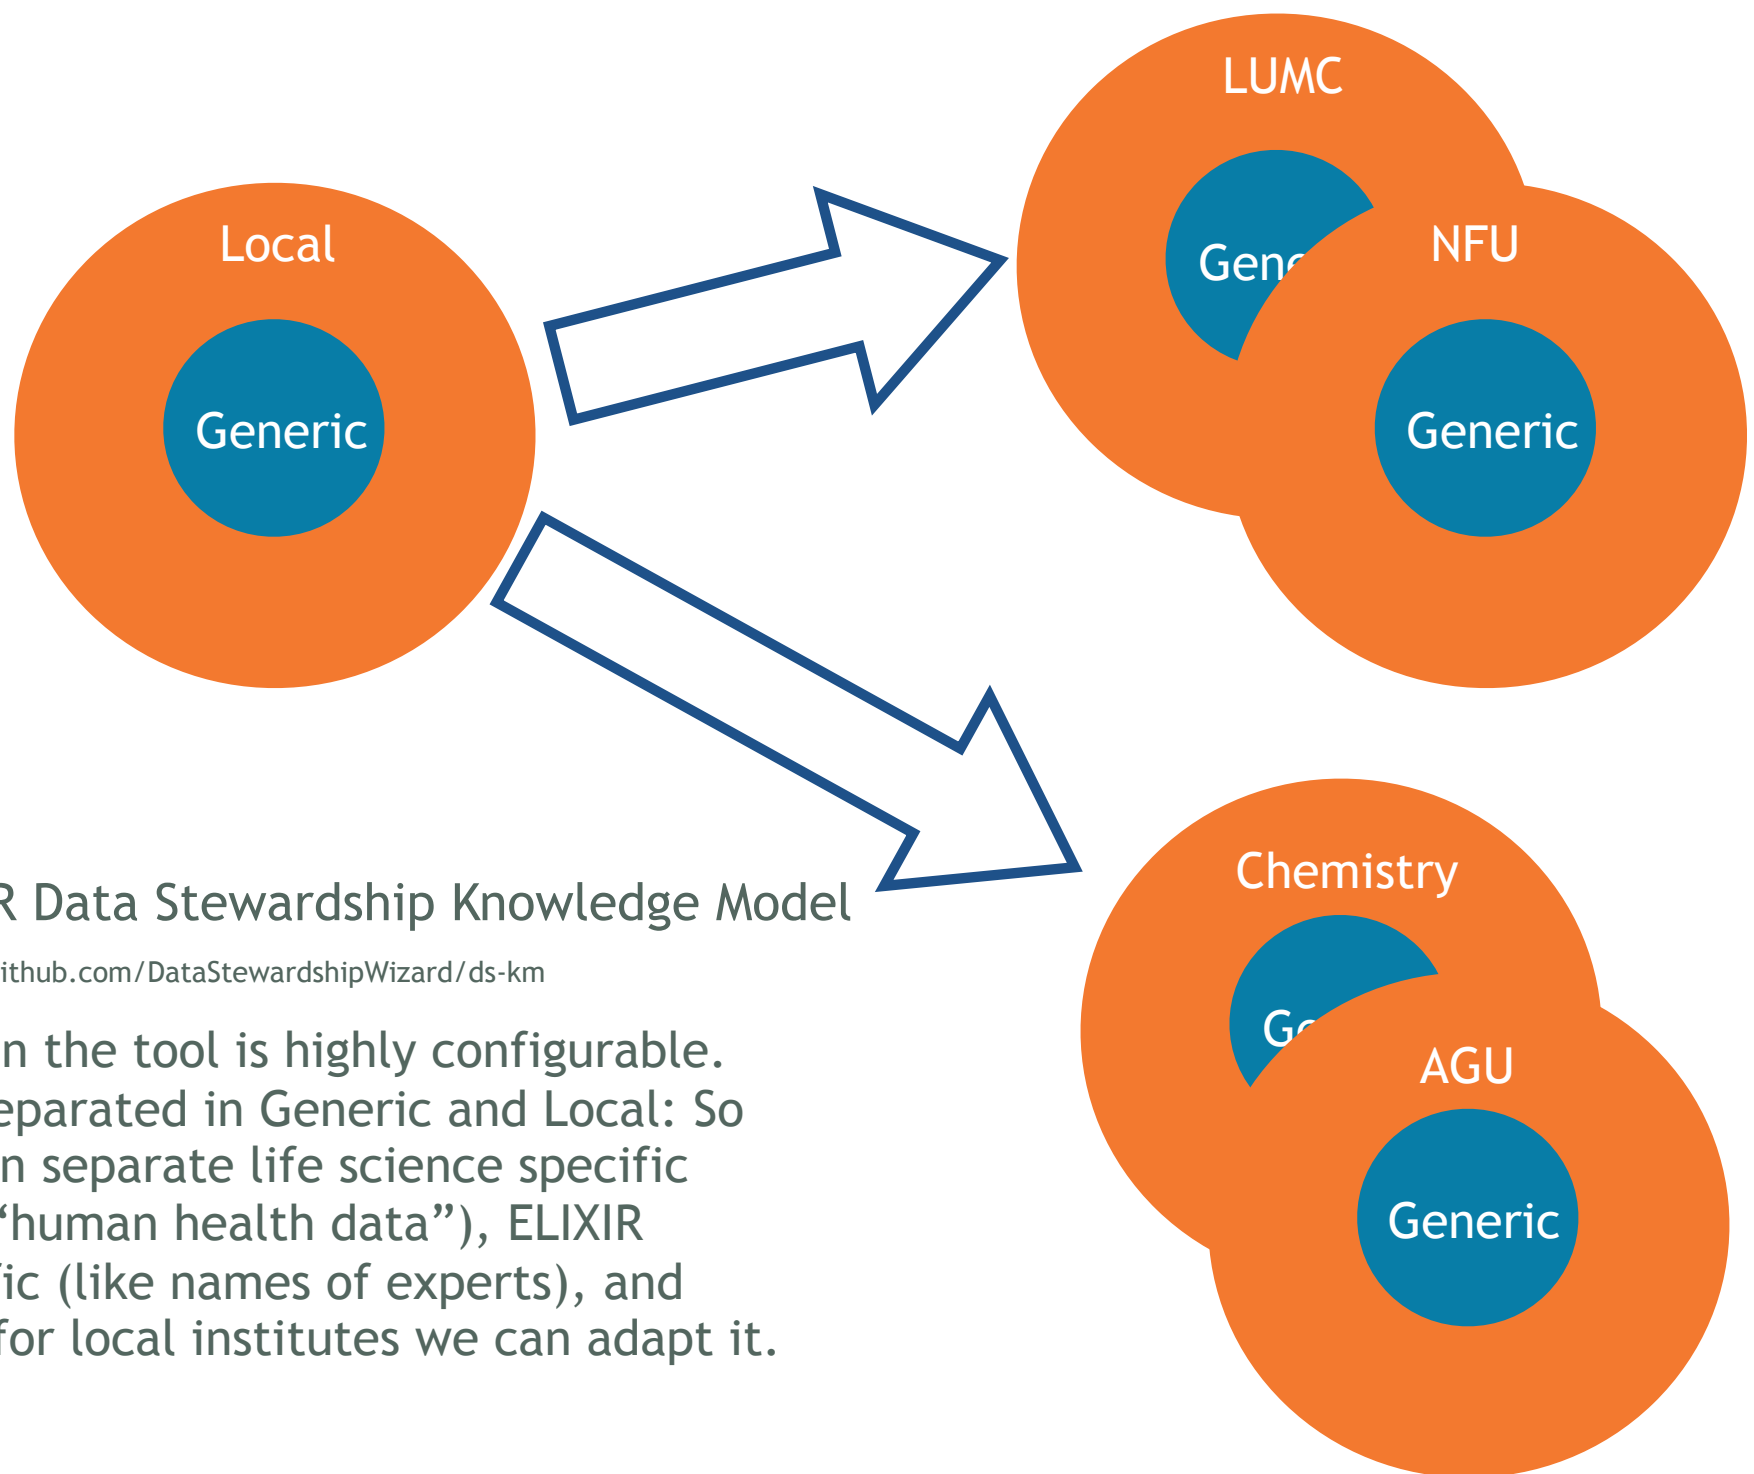 LUMC
Local
NFU
Generic
Generic
Chemistry
R Data Stewardship Knowledge Model
ithub.com/DataStewardshipWizard/ds-km
n the tool is highly configurable.
eparated in Generic and Local: So
n separate life science specific
“human health data”), ELIXIR
ic (like names of experts), and
for local institutes we can adapt it.
AGU
Generic